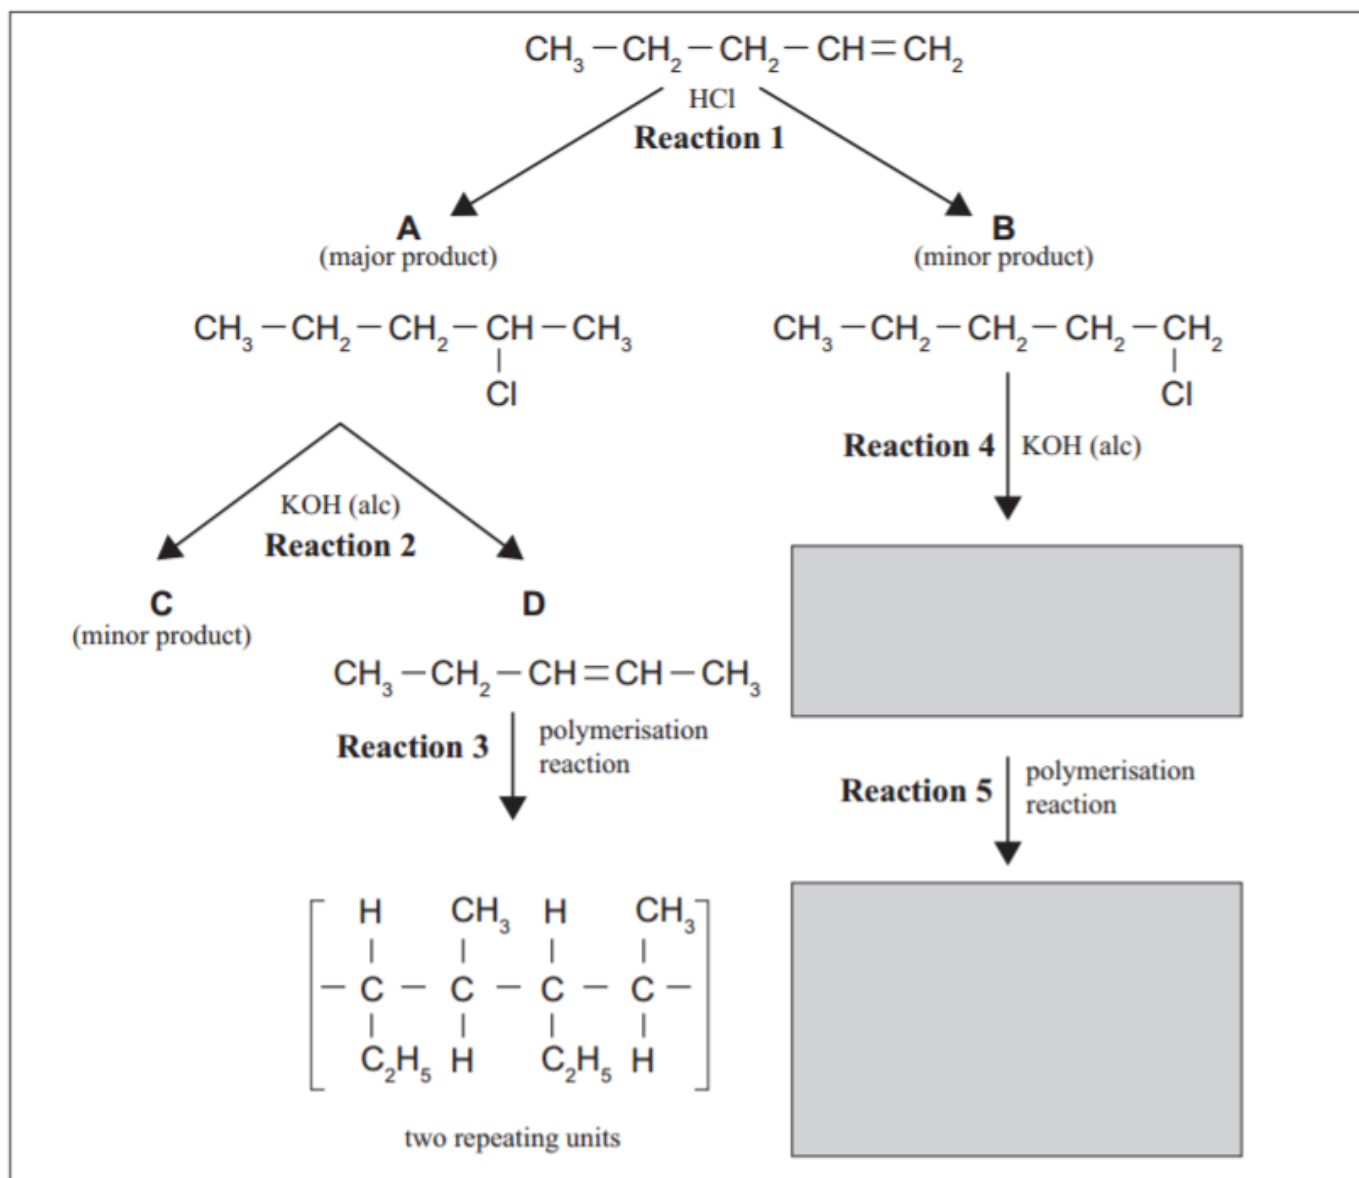 CH₃–CH₂–CH₂–CH=CH₂
HCl
Reaction 1
A
(major product)
B
(minor product)
CH₃–CH₂–CH₂–CH–CH₃
Cl
CH₃–CH₂–CH₂–CH₂–CH₂
Cl
Reaction 4 KOH (alc)
KOH (alc)
Reaction 2
C
(minor product)
D
CH₃–CH₂–CH=CH–CH₃
Reaction 3
polymerisation
reaction
Reaction 5
polymerisation
reaction
H CH₃ H CH₃
– C – C – C – C –
C₂H₅ H C₂H₅ H
two repeating units